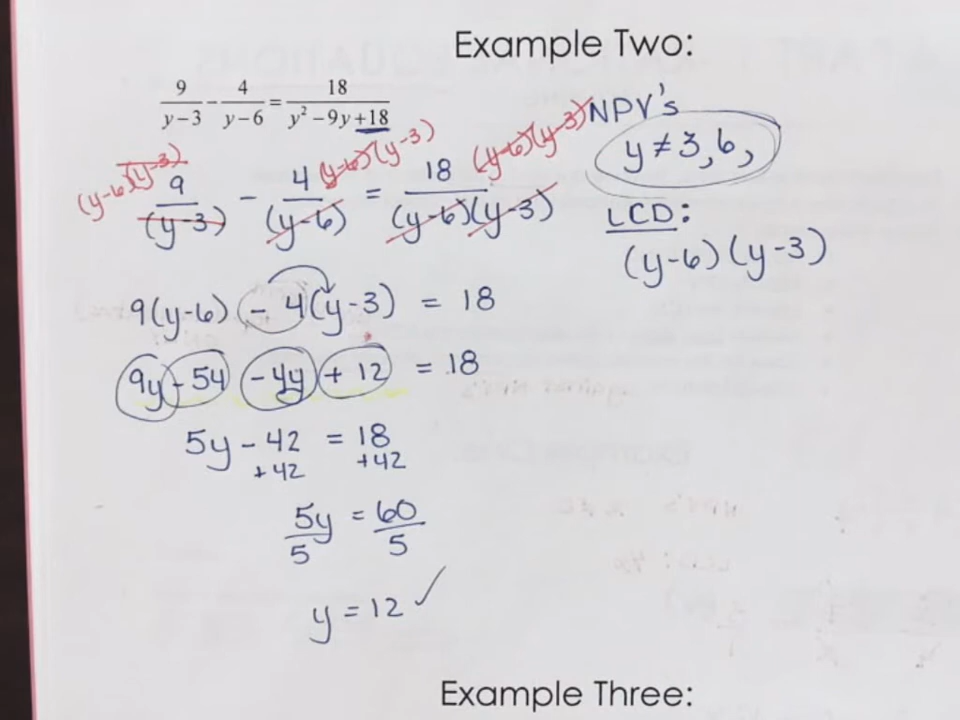 Example Two:
9/(y-3) - 4/(y-6) = 18/(y² - 9y + 18)
NPV's
y ≠ 3, 6,
(y-6)(y-3) (y-6)(y-3) (y-6)(y-3)
9/(y-3) - 4/(y-6) = 18/((y-6)(y-3))
LCD:
(y-6)(y-3)
9(y-6) - 4(y-3) = 18
9y - 54 - 4y + 12 = 18
5y - 42 = 18
+42 +42
5y/5 = 60/5
y = 12 ✓
Example Three: